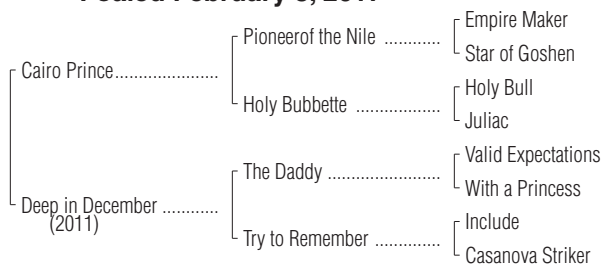 Empire Maker
Pioneerof the Nile ............
Star of Goshen
Cairo Prince......................
Holy Bull
Holy Bubbette ..................
Juliac
Valid Expectations
The Daddy ........................
With a Princess
Deep in December ............
(2011)
Include
Try to Remember ..............
Casanova Striker